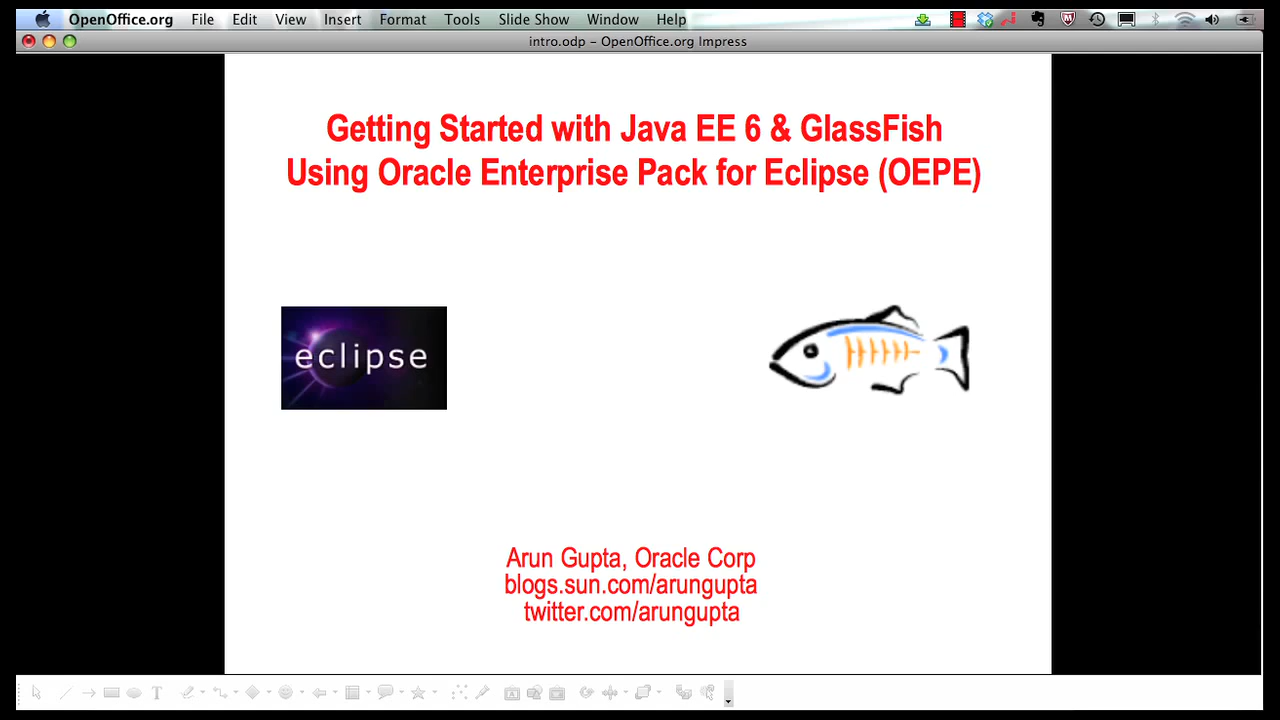 OpenOffice.org File Edit View Insert Format Tools Slide Show Window Help
intro.odp – OpenOffice.org Impress
Getting Started with Java EE 6 & GlassFish
Using Oracle Enterprise Pack for Eclipse (OEPE)
eclipse
Arun Gupta, Oracle Corp
blogs.sun.com/arungupta
twitter.com/arungupta